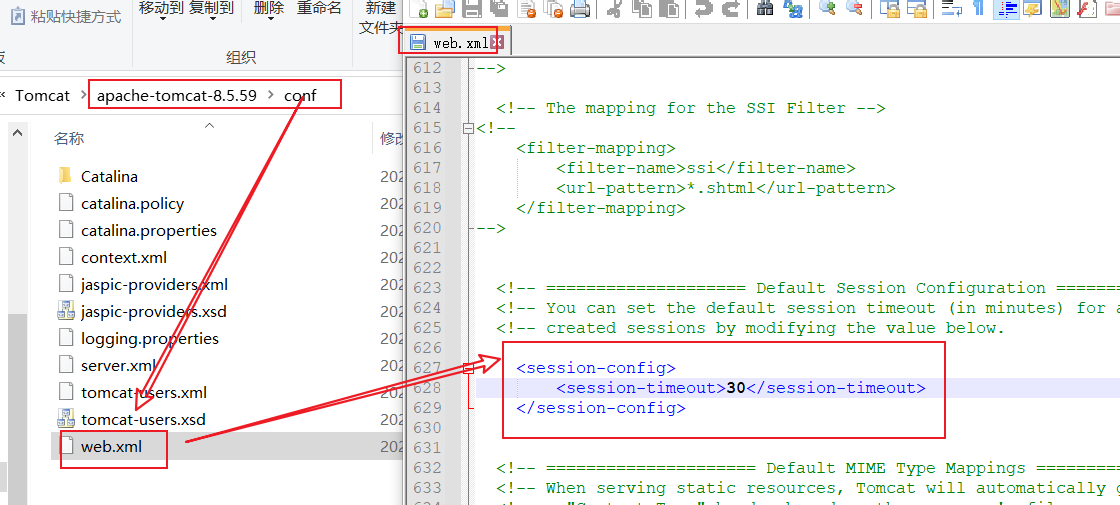 粘贴快捷方式
移动到 复制到
删除
重命名
新建
文件夹
组织
« Tomcat > apache-tomcat-8.5.59 > conf
名称
修改
Catalina
202
catalina.policy
202
catalina.properties
202
context.xml
202
jaspic-providers.xml
202
jaspic-providers.xsd
202
logging.properties
202
server.xml
202
tomcat-users.xml
202
tomcat-users.xsd
202
web.xml
202
web.xml
612 -->
613
614 <!-- The mapping for the SSI Filter -->
615 <!--
616 <filter-mapping>
617 <filter-name>ssi</filter-name>
618 <url-pattern>*.shtml</url-pattern>
619 </filter-mapping>
620 -->
621
622
623 <!-- ==================== Default Session Configuration =======
624 <!-- You can set the default session timeout (in minutes) for a
625 <!-- created sessions by modifying the value below.
626
627 <session-config>
628 <session-timeout>30</session-timeout>
629 </session-config>
630
631
632 <!-- ===================== Default MIME Type Mappings =========
633 <!-- When serving static resources, Tomcat will automatically